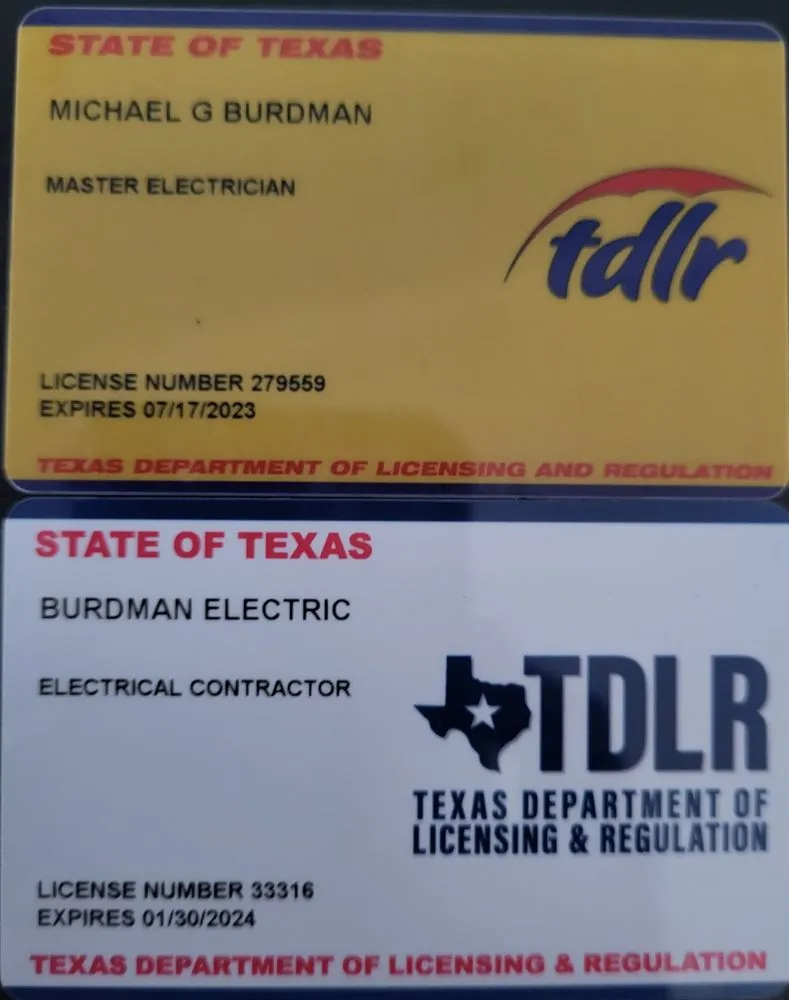 STATE OF TEXAS
MICHAEL G BURDMAN
MASTER ELECTRICIAN
tdlr
LICENSE NUMBER 279559
EXPIRES 07/17/2023
TEXAS DEPARTMENT OF LICENSING AND REGULATION
STATE OF TEXAS
BURDMAN ELECTRIC
ELECTRICAL CONTRACTOR
TDLR
TEXAS DEPARTMENT OF
LICENSING & REGULATION
LICENSE NUMBER 33316
EXPIRES 01/30/2024
TEXAS DEPARTMENT OF LICENSING & REGULATION